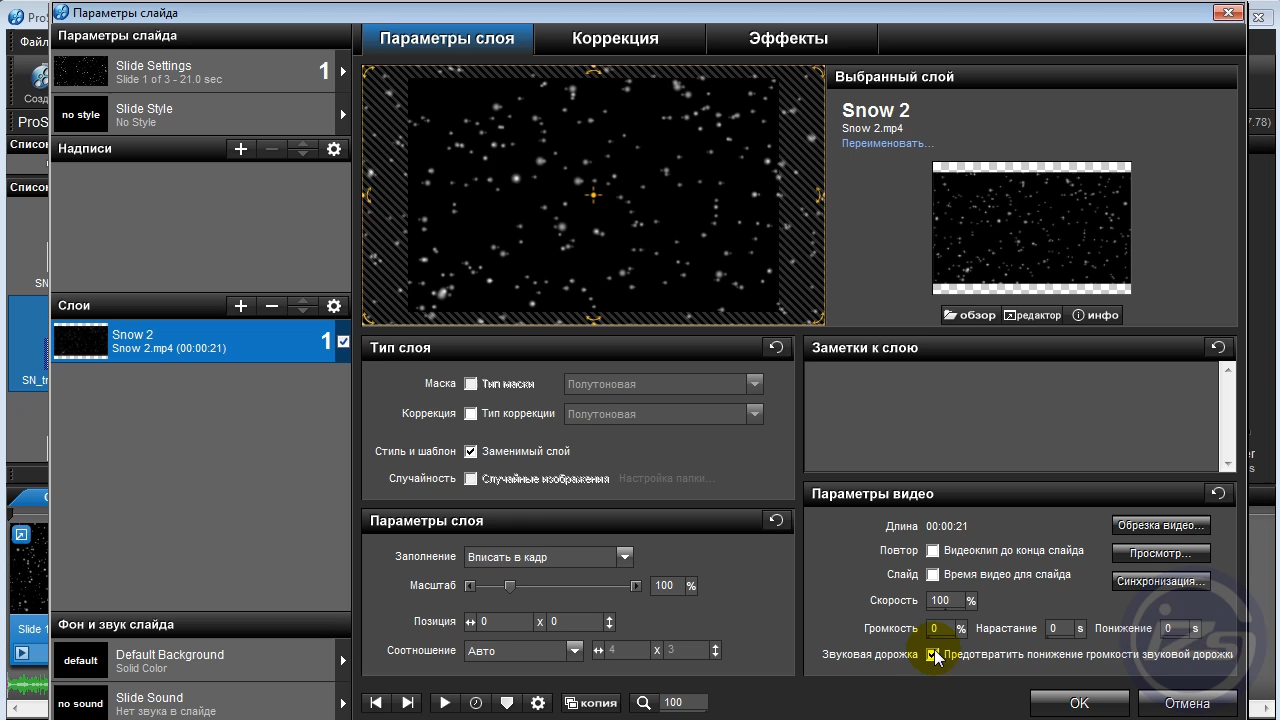 ProS
Параметры слайда
Файл
Созд
ProS
Список
Список
SN_
SN_tr
Slide 1
Параметры слайда
Slide Settings
Slide 1 of 3 - 21.0 sec
1
no style
Slide Style
No Style
Надписи
Слои
Snow 2
Snow 2.mp4 (00:00:21)
1
Фон и звук слайда
default
Default Background
Solid Color
no sound
Slide Sound
Нет звука в слайде
Параметры слоя
Коррекция
Эффекты
Выбранный слой
Snow 2
Snow 2.mp4
Переименовать...
обзор
редактор
инфо
7.78)
Тип слоя
Маска Тип маски Полутоновая
Коррекция Тип коррекции Полутоновая
Стиль и шаблон Заменимый слой
Случайность Случайные изображения Настройка папки...
Параметры слоя
Заполнение Вписать в кадр
Масштаб 100 %
Позиция 0 x 0
Соотношение Авто 4 x 3
копия 100
Заметки к слою
Параметры видео
Длина 00:00:21 Обрезка видео...
Повтор Видеоклип до конца слайда Просмотр...
Слайд Время видео для слайда Синхронизация...
Скорость 100 %
Громкость 0 % Нарастание 0 s Понижение 0 s
Звуковая дорожка Предотвратить понижение громкости звуковой дорожи
OK Отмена
er
s